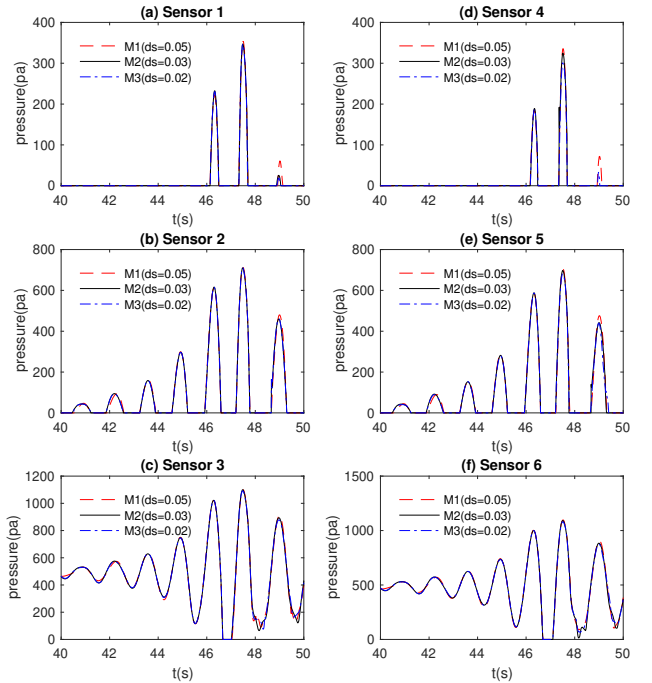 (a) Sensor 1
pressure(pa)
400
300
200
100
0
M1(ds=0.05)
M2(ds=0.03)
M3(ds=0.02)
40 42 44 46 48 50
t(s)
(d) Sensor 4
pressure(pa)
400
300
200
100
0
M1(ds=0.05)
M2(ds=0.03)
M3(ds=0.02)
40 42 44 46 48 50
t(s)
(b) Sensor 2
pressure(pa)
800
600
400
200
0
M1(ds=0.05)
M2(ds=0.03)
M3(ds=0.02)
40 42 44 46 48 50
t(s)
(e) Sensor 5
pressure(pa)
800
600
400
200
0
M1(ds=0.05)
M2(ds=0.03)
M3(ds=0.02)
40 42 44 46 48 50
t(s)
(c) Sensor 3
pressure(pa)
1200
1000
800
600
400
200
0
M1(ds=0.05)
M2(ds=0.03)
M3(ds=0.02)
40 42 44 46 48 50
t(s)
(f) Sensor 6
pressure(pa)
1500
1000
500
0
M1(ds=0.05)
M2(ds=0.03)
M3(ds=0.02)
40 42 44 46 48 50
t(s)